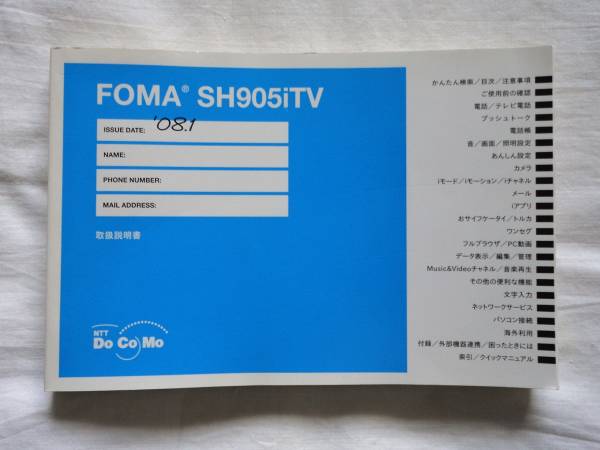 FOMA® SH905iTV
ISSUE DATE: '08.1
NAME:
PHONE NUMBER:
MAIL ADDRESS:
取扱説明書
NTT
DoCoMo
かんたん検索／目次／注意事項
ご使用前の確認
電話／テレビ電話
プッシュトーク
電話帳
音／画面／照明設定
あんしん設定
カメラ
iモード／iモーション／iチャネル
メール
iアプリ
おサイフケータイ／トルカ
ワンセグ
フルブラウザ／PC動画
データ表示／編集／管理
Music&Videoチャネル／音楽再生
その他の便利な機能
文字入力
ネットワークサービス
パソコン接続
海外利用
付録／外部機器連携／困ったときには
索引／クイックマニュアル